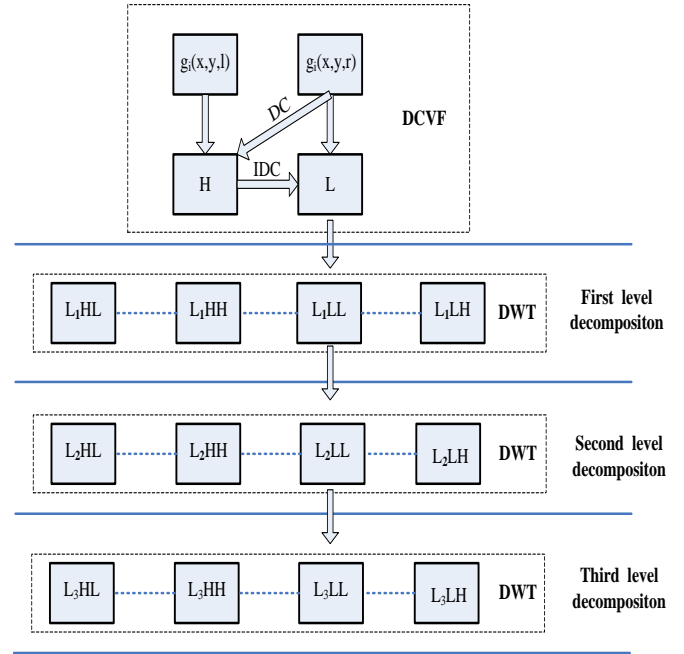 gᵢ(x,y,l) gᵢ(x,y,r)
DC
DCVF
IDC
H L
L₁HL L₁HH L₁LL L₁LH DWT
First level
decompositon
L₂HL L₂HH L₂LL L₂LH DWT
Second level
decompositon
L₃HL L₃HH L₃LL L₃LH DWT
Third level
decompositon